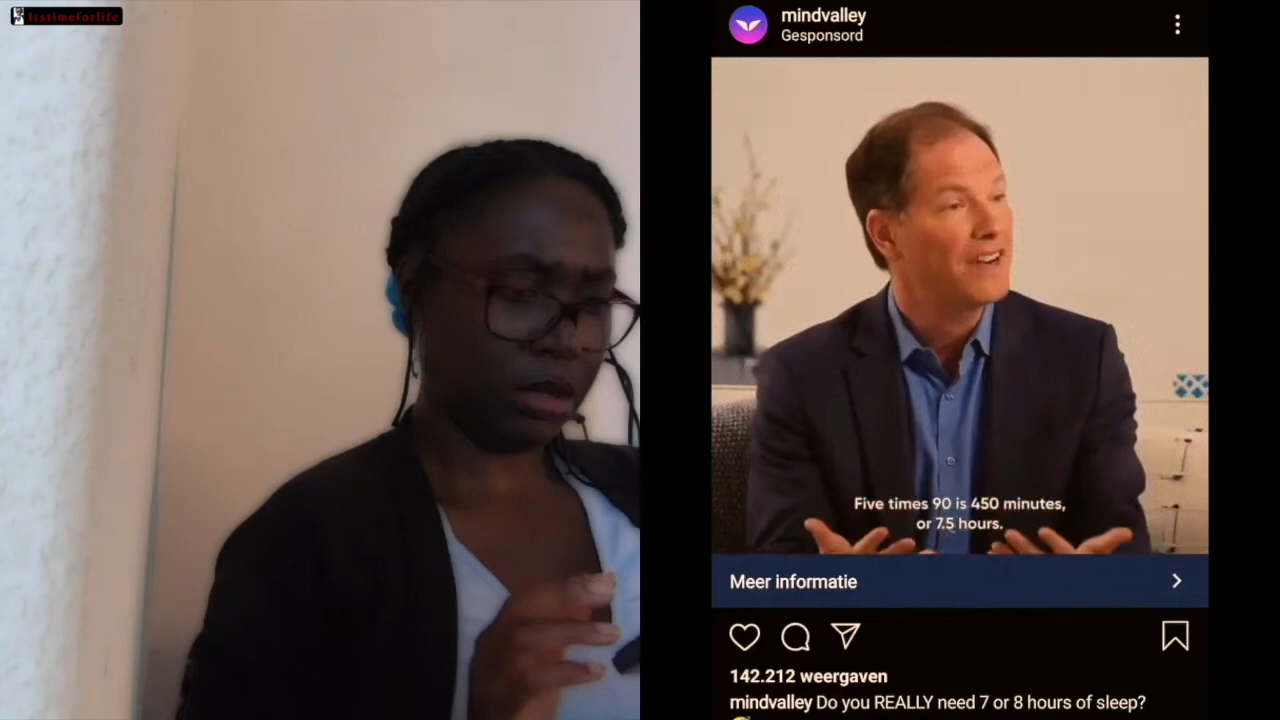 Itstimeforlife
mindvalley
Gesponsord
Five times 90 is 450 minutes,
or 7.5 hours.
Meer informatie
142.212 weergaven
mindvalley Do you REALLY need 7 or 8 hours of sleep?